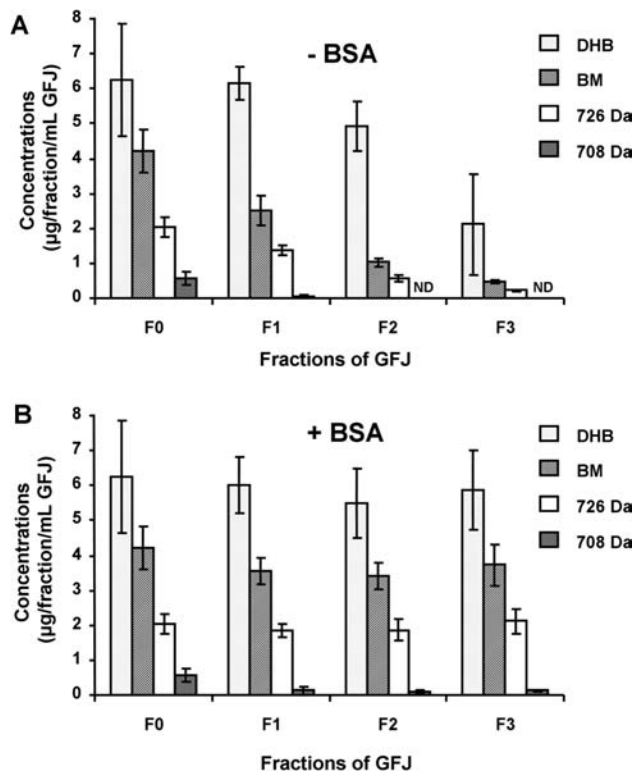 A
- BSA
DHB
BM
726 Da
708 Da
Concentrations
(µg/fraction/mL GFJ)
8
7
6
5
4
3
2
1
0
ND
ND
F0 F1 F2 F3
Fractions of GFJ
B
+ BSA
DHB
BM
726 Da
708 Da
Concentrations
(µg/fraction/mL GFJ)
8
7
6
5
4
3
2
1
0
F0 F1 F2 F3
Fractions of GFJ